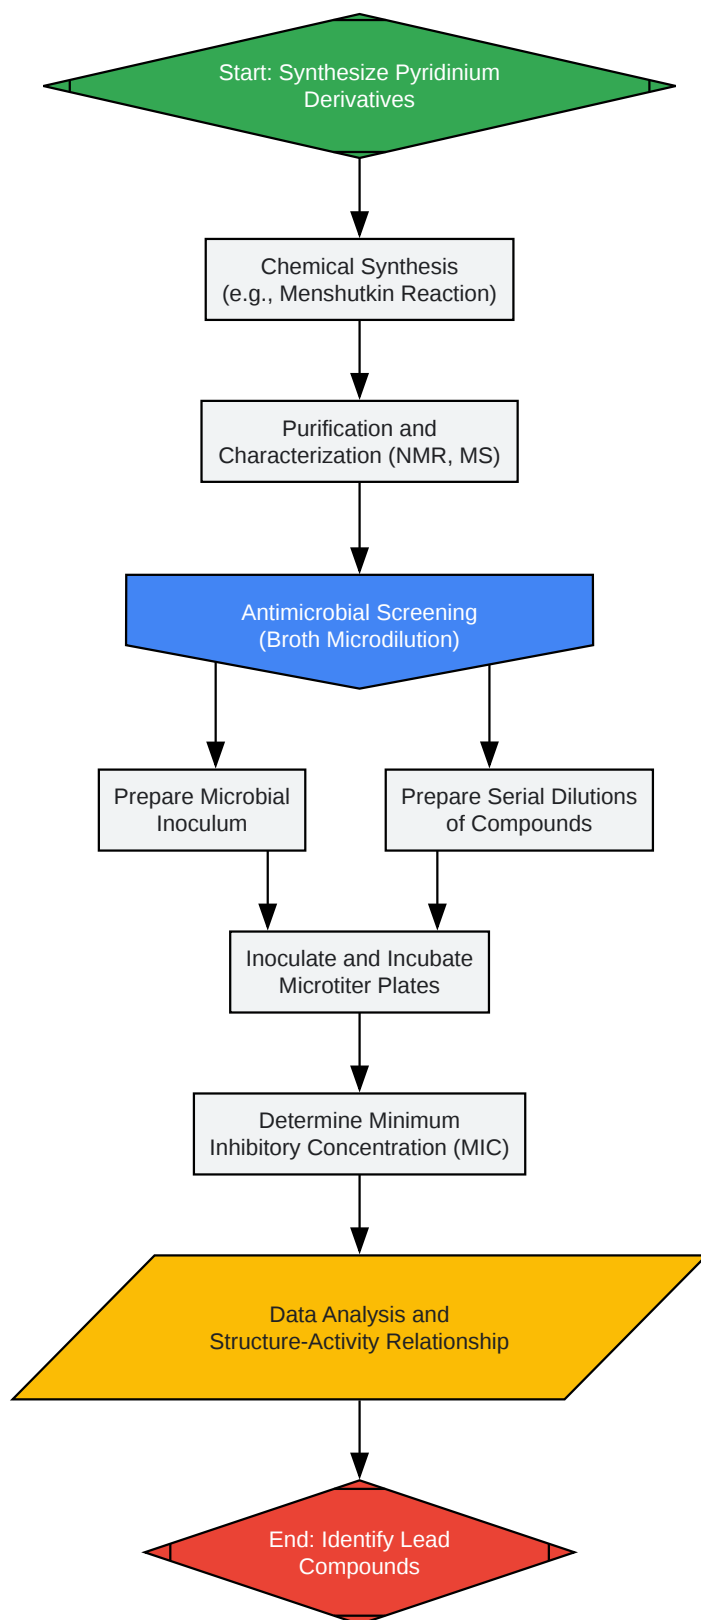 Start: Synthesize Pyridinium
Derivatives
Chemical Synthesis
(e.g., Menshutkin Reaction)
Purification and
Characterization (NMR, MS)
Antimicrobial Screening
(Broth Microdilution)
Prepare Microbial
Inoculum
Prepare Serial Dilutions
of Compounds
Inoculate and Incubate
Microtiter Plates
Determine Minimum
Inhibitory Concentration (MIC)
Data Analysis and
Structure-Activity Relationship
End: Identify Lead
Compounds